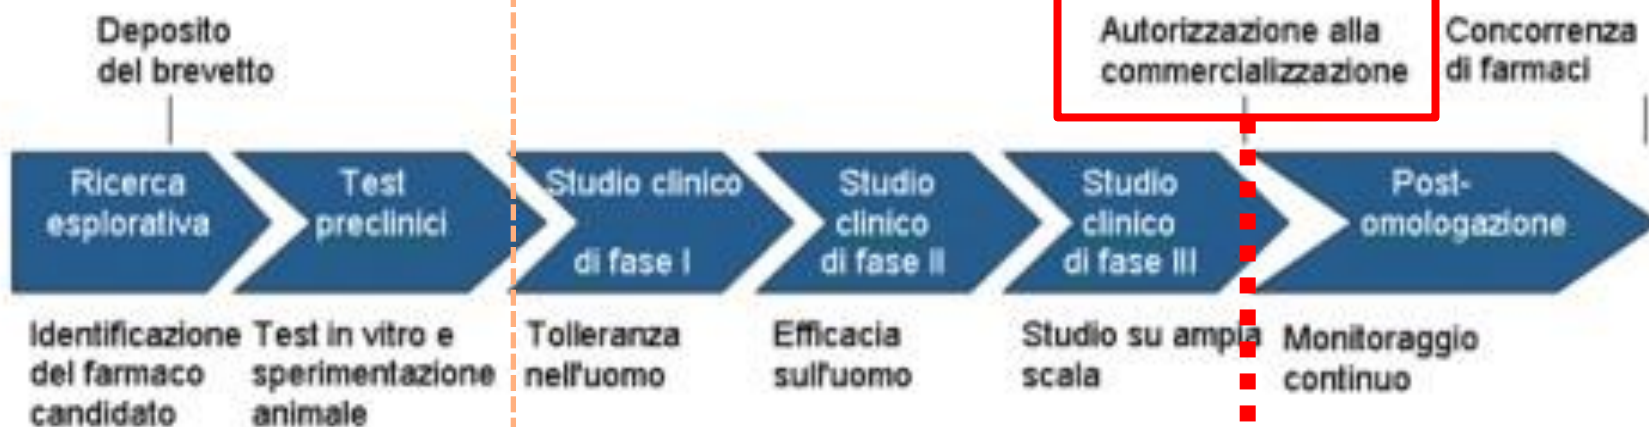 Deposito
del brevetto
Autorizzazione alla
commercializzazione
Concorrenza
di farmaci
Ricerca
esplorativa
Test
preclinici
Studio clinico
di fase I
Studio
clinico
di fase II
Studio
clinico
di fase III
Post-
omologazione
Identificazione
del farmaco
candidato
Test in vitro e
sperimentazione
animale
Tolleranza
nell'uomo
Efficacia
sull'uomo
Studio su ampia
scala
Monitoraggio
continuo